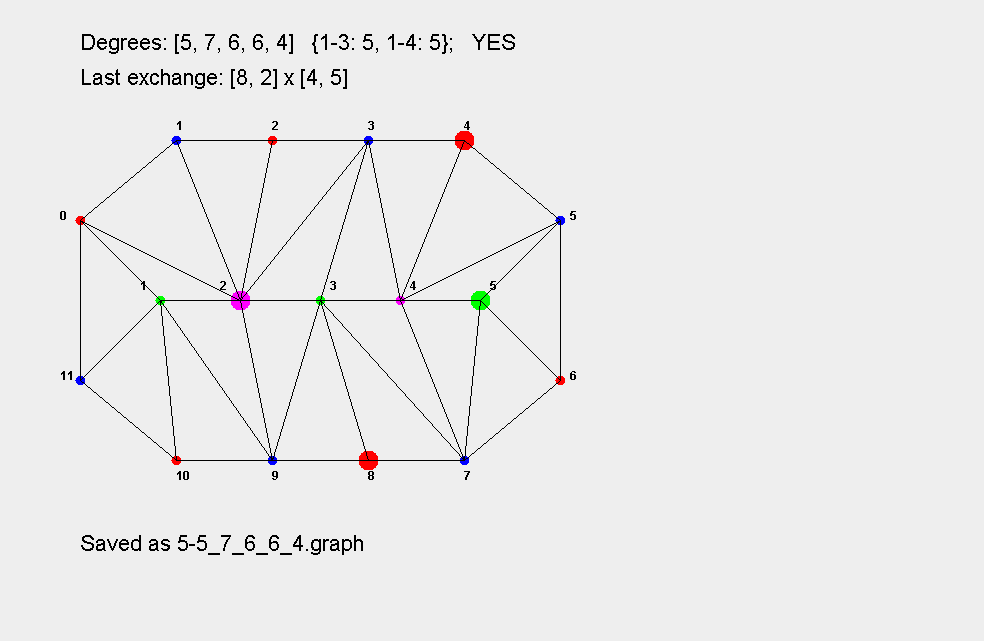 Degrees: [5, 7, 6, 6, 4]   {1-3: 5, 1-4: 5};   YES
Last exchange: [8, 2] x [4, 5]
1 2 3 4
0 5
1 2 3 4 5
11 6
10 9 8 7
Saved as 5-5_7_6_6_4.graph